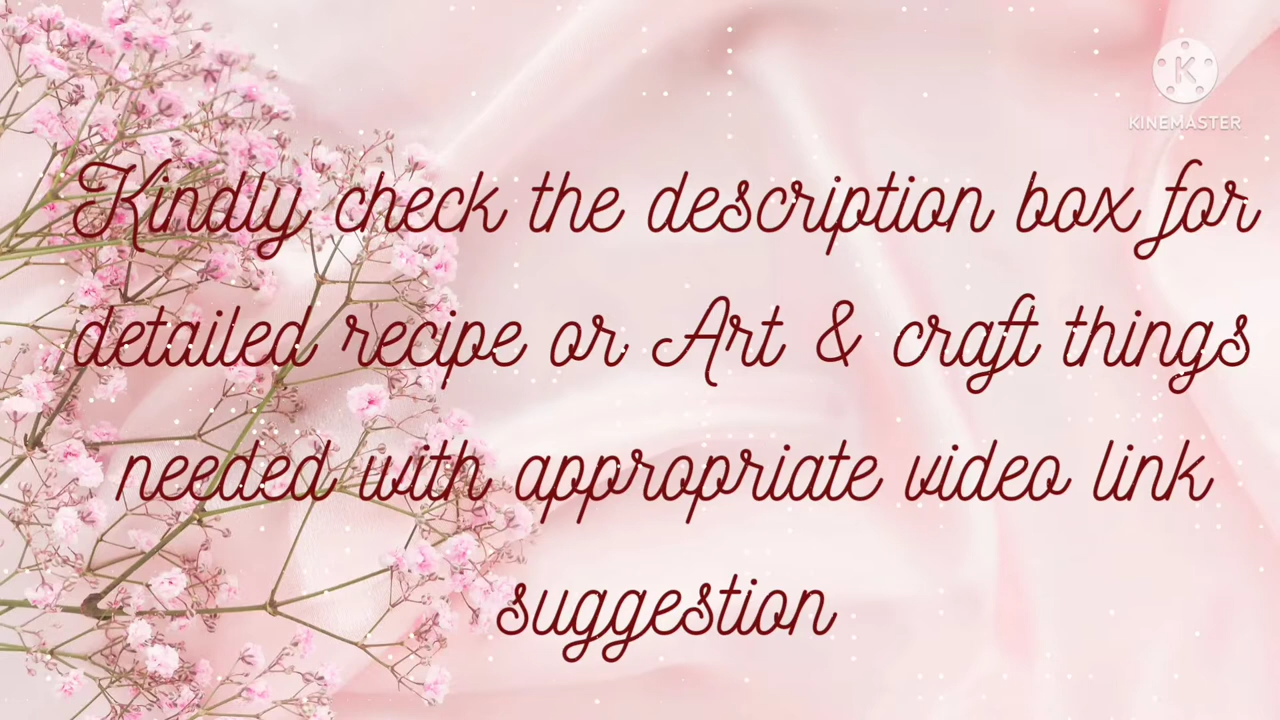 KINEMASTER
Kindly check the description box for
detailed recipe or Art & craft things
needed with appropriate video link
suggestion